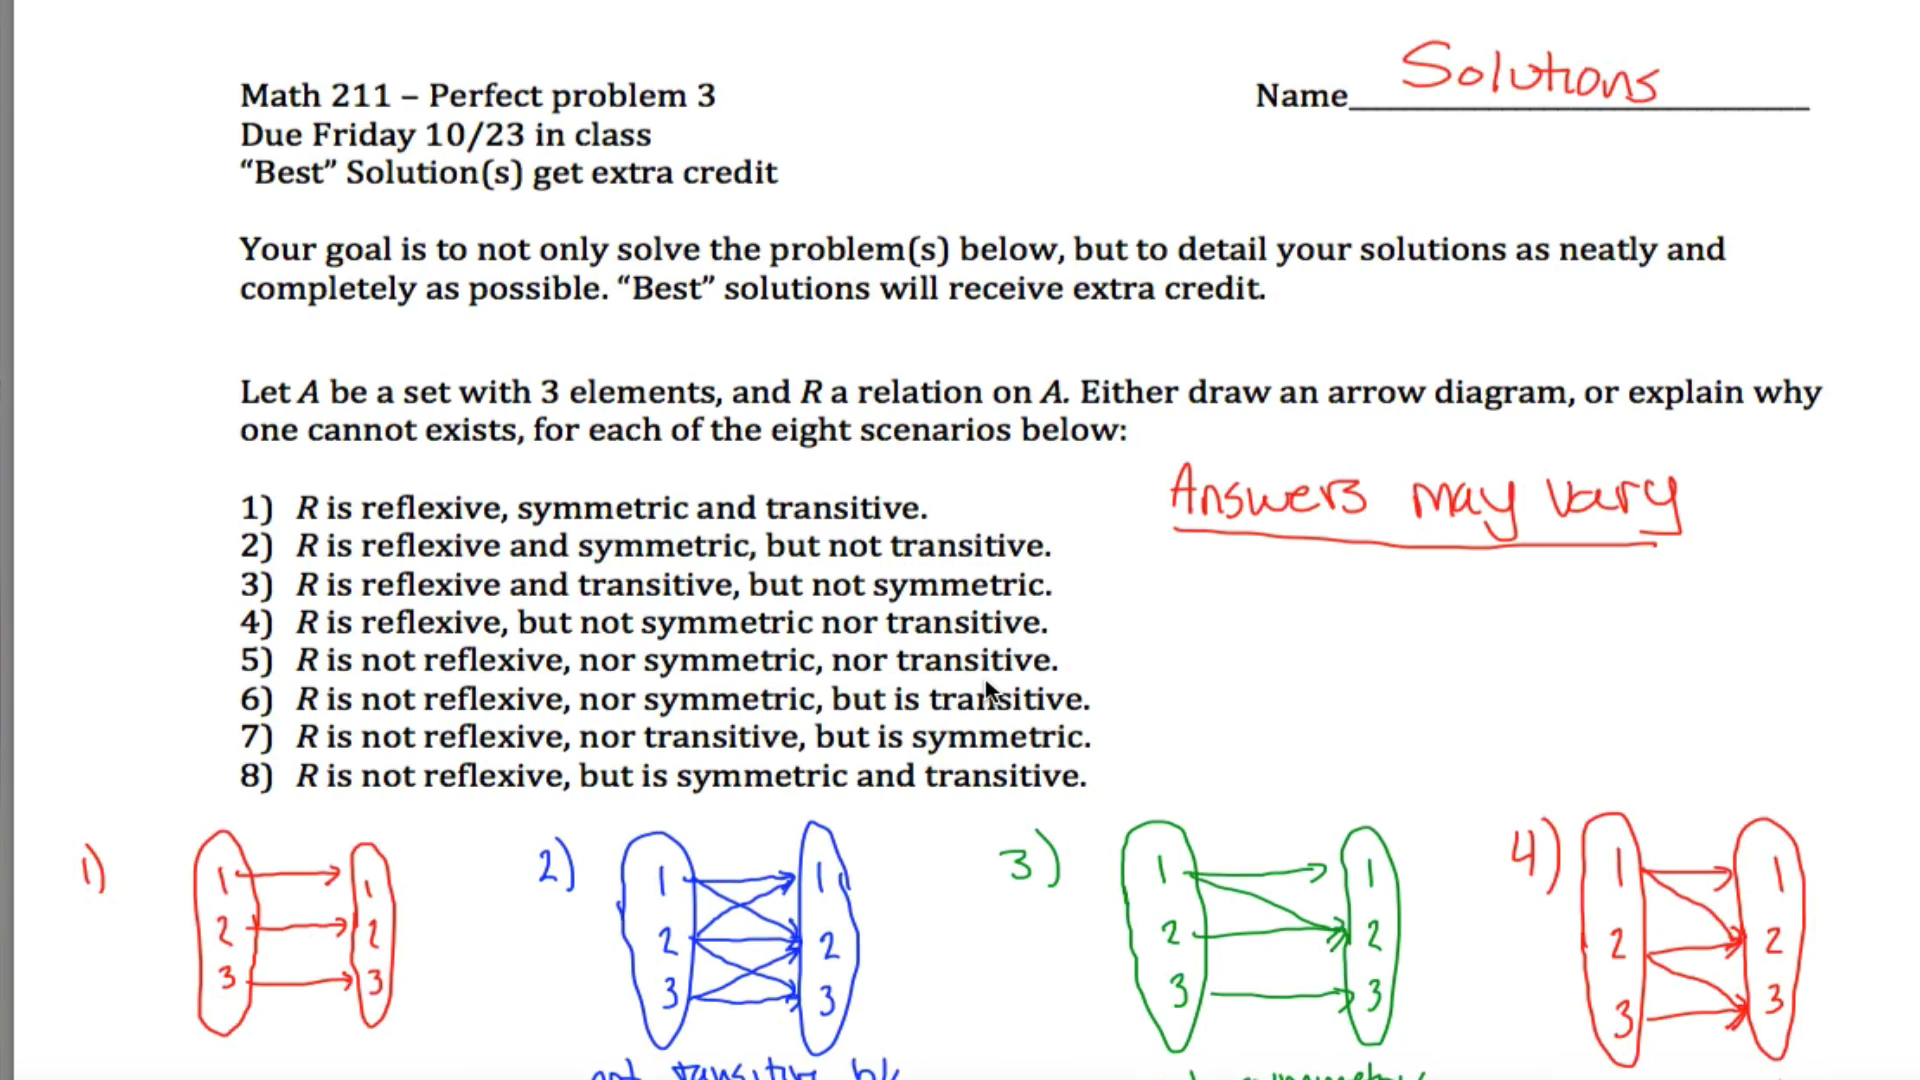 Solutions
Math 211 – Perfect problem 3 Name
Due Friday 10/23 in class
“Best” Solution(s) get extra credit
Your goal is to not only solve the problem(s) below, but to detail your solutions as neatly and
completely as possible. “Best” solutions will receive extra credit.
Let A be a set with 3 elements, and R a relation on A. Either draw an arrow diagram, or explain why
one cannot exists, for each of the eight scenarios below:
Answers may vary
1) R is reflexive, symmetric and transitive.
2) R is reflexive and symmetric, but not transitive.
3) R is reflexive and transitive, but not symmetric.
4) R is reflexive, but not symmetric nor transitive.
5) R is not reflexive, nor symmetric, nor transitive.
6) R is not reflexive, nor symmetric, but is transitive.
7) R is not reflexive, nor transitive, but is symmetric.
8) R is not reflexive, but is symmetric and transitive.
1) 1 1 2) 1 1 3) 1 1 4) 1 1
2 2 2 2 2 2 2 2
3 3 3 3 3 3 3 3
not transitive b/c symmetric